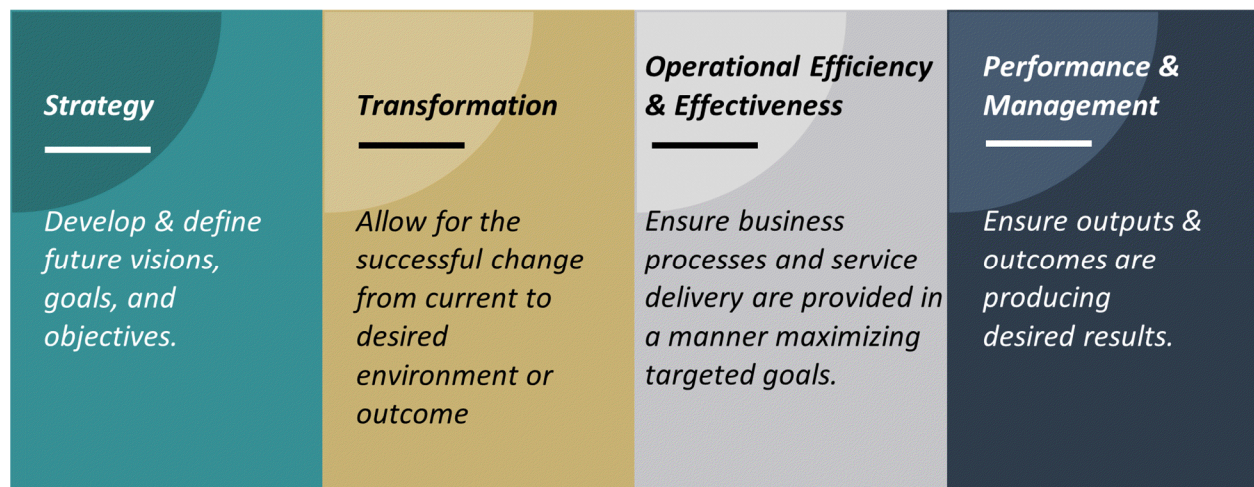 Strategy
Develop & define
future visions,
goals, and
objectives.
Transformation
Allow for the
successful change
from current to
desired
environment or
outcome
Operational Efficiency
& Effectiveness
Ensure business
processes and service
delivery are provided in
a manner maximizing
targeted goals.
Performance &
Management
Ensure outputs &
outcomes are
producing
desired results.